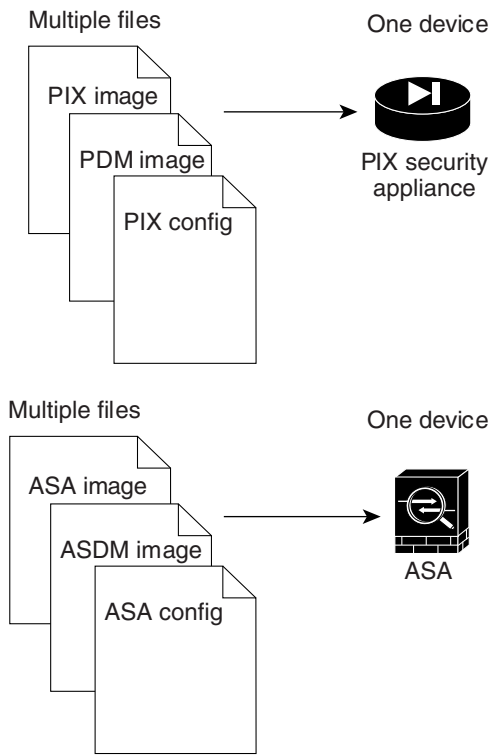 Multiple files
One device
PIX image
PDM image
PIX config
PIX security
appliance
Multiple files
One device
ASA image
ASDM image
ASA config
ASA